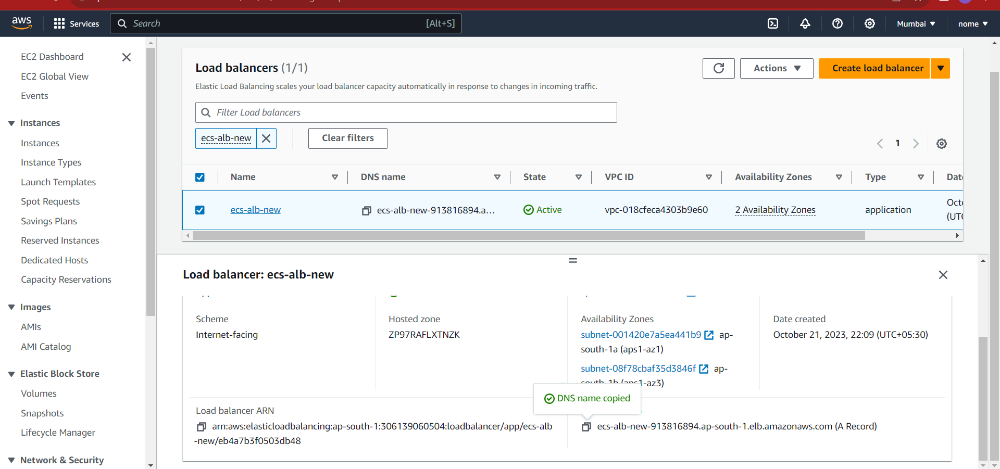 aws
Services
Search
[Alt+S]
Mumbai
nome
EC2 Dashboard
EC2 Global View
Events
Instances
Instances
Instance Types
Launch Templates
Spot Requests
Savings Plans
Reserved Instances
Dedicated Hosts
Capacity Reservations
Images
AMIs
AMI Catalog
Elastic Block Store
Volumes
Snapshots
Lifecycle Manager
Network & Security
Load balancers (1/1)
Actions
Create load balancer
Elastic Load Balancing scales your load balancer capacity automatically in response to changes in incoming traffic.
Filter Load balancers
ecs-alb-new
Clear filters
1
Name
DNS name
State
VPC ID
Availability Zones
Type
ecs-alb-new
ecs-alb-new-913816894.a...
Active
vpc-018cfeca4303b9e60
2 Availability Zones
application
Load balancer: ecs-alb-new
Scheme
Internet-facing
Hosted zone
ZP97RAFLXTNZK
Availability Zones
subnet-001420e7a5ea441b9 ap-
south-1a (aps1-az1)
subnet-08f78cbaf35d3846f ap-
south-1b (aps1-az3)
Date created
October 21, 2023, 22:09 (UTC+05:30)
DNS name copied
Load balancer ARN
arn:aws:elasticloadbalancing:ap-south-1:306139060504:loadbalancer/app/ecs-alb
-new/eb4a7b3f0503db48
ecs-alb-new-913816894.ap-south-1.elb.amazonaws.com (A Record)